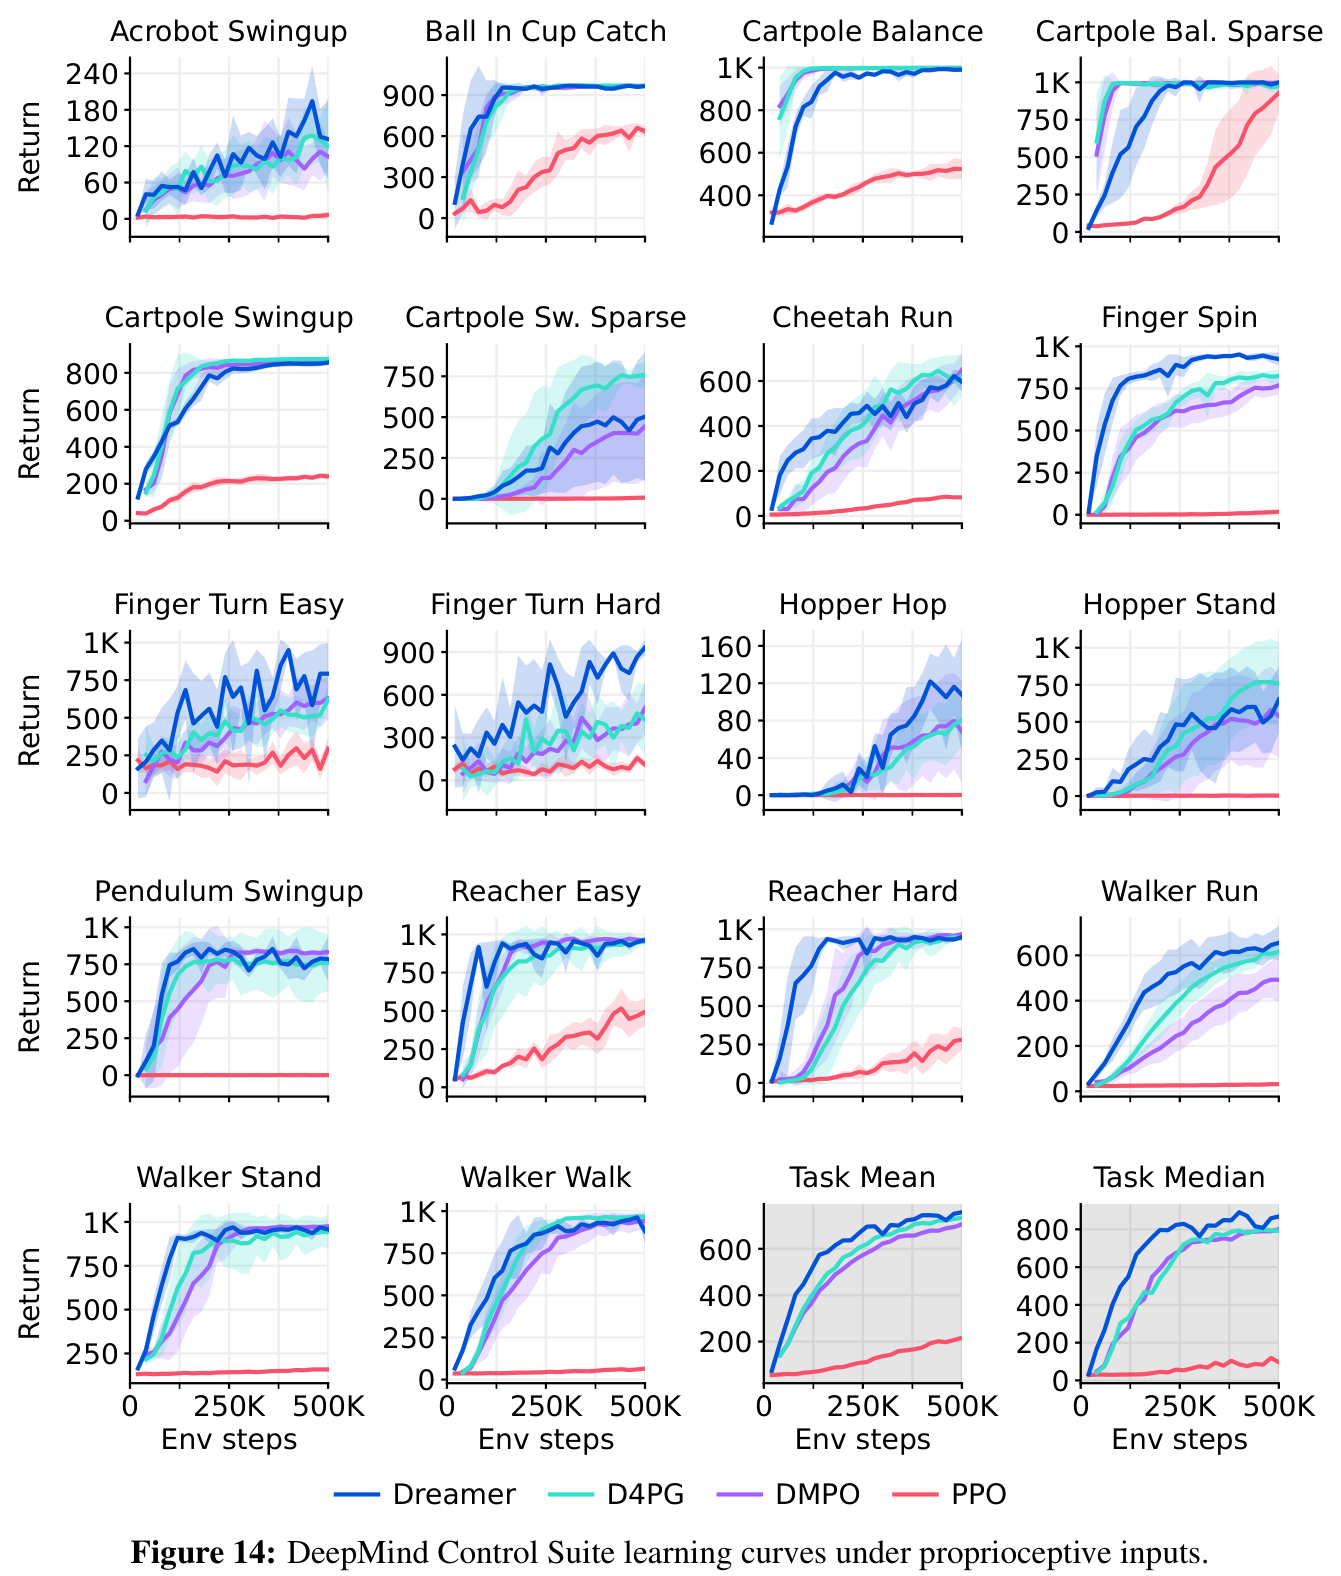 Acrobot Swingup
Ball In Cup Catch
Cartpole Balance
Cartpole Bal. Sparse
Return
240
180
120
60
0
900
600
300
0
1K
800
600
400
1K
750
500
250
0
Cartpole Swingup
Cartpole Sw. Sparse
Cheetah Run
Finger Spin
Return
800
600
400
200
0
750
500
250
0
600
400
200
0
1K
750
500
250
0
Finger Turn Easy
Finger Turn Hard
Hopper Hop
Hopper Stand
Return
1K
750
500
250
0
900
600
300
0
160
120
80
40
0
1K
750
500
250
0
Pendulum Swingup
Reacher Easy
Reacher Hard
Walker Run
Return
1K
750
500
250
0
1K
750
500
250
0
1K
750
500
250
0
600
400
200
0
Walker Stand
Walker Walk
Task Mean
Task Median
Return
1K
750
500
250
1K
750
500
250
0
600
400
200
800
600
400
200
0
0 250K 500K
0 250K 500K
0 250K 500K
0 250K 500K
Env steps
Env steps
Env steps
Env steps
Dreamer D4PG DMPO PPO
Figure 14: DeepMind Control Suite learning curves under proprioceptive inputs.